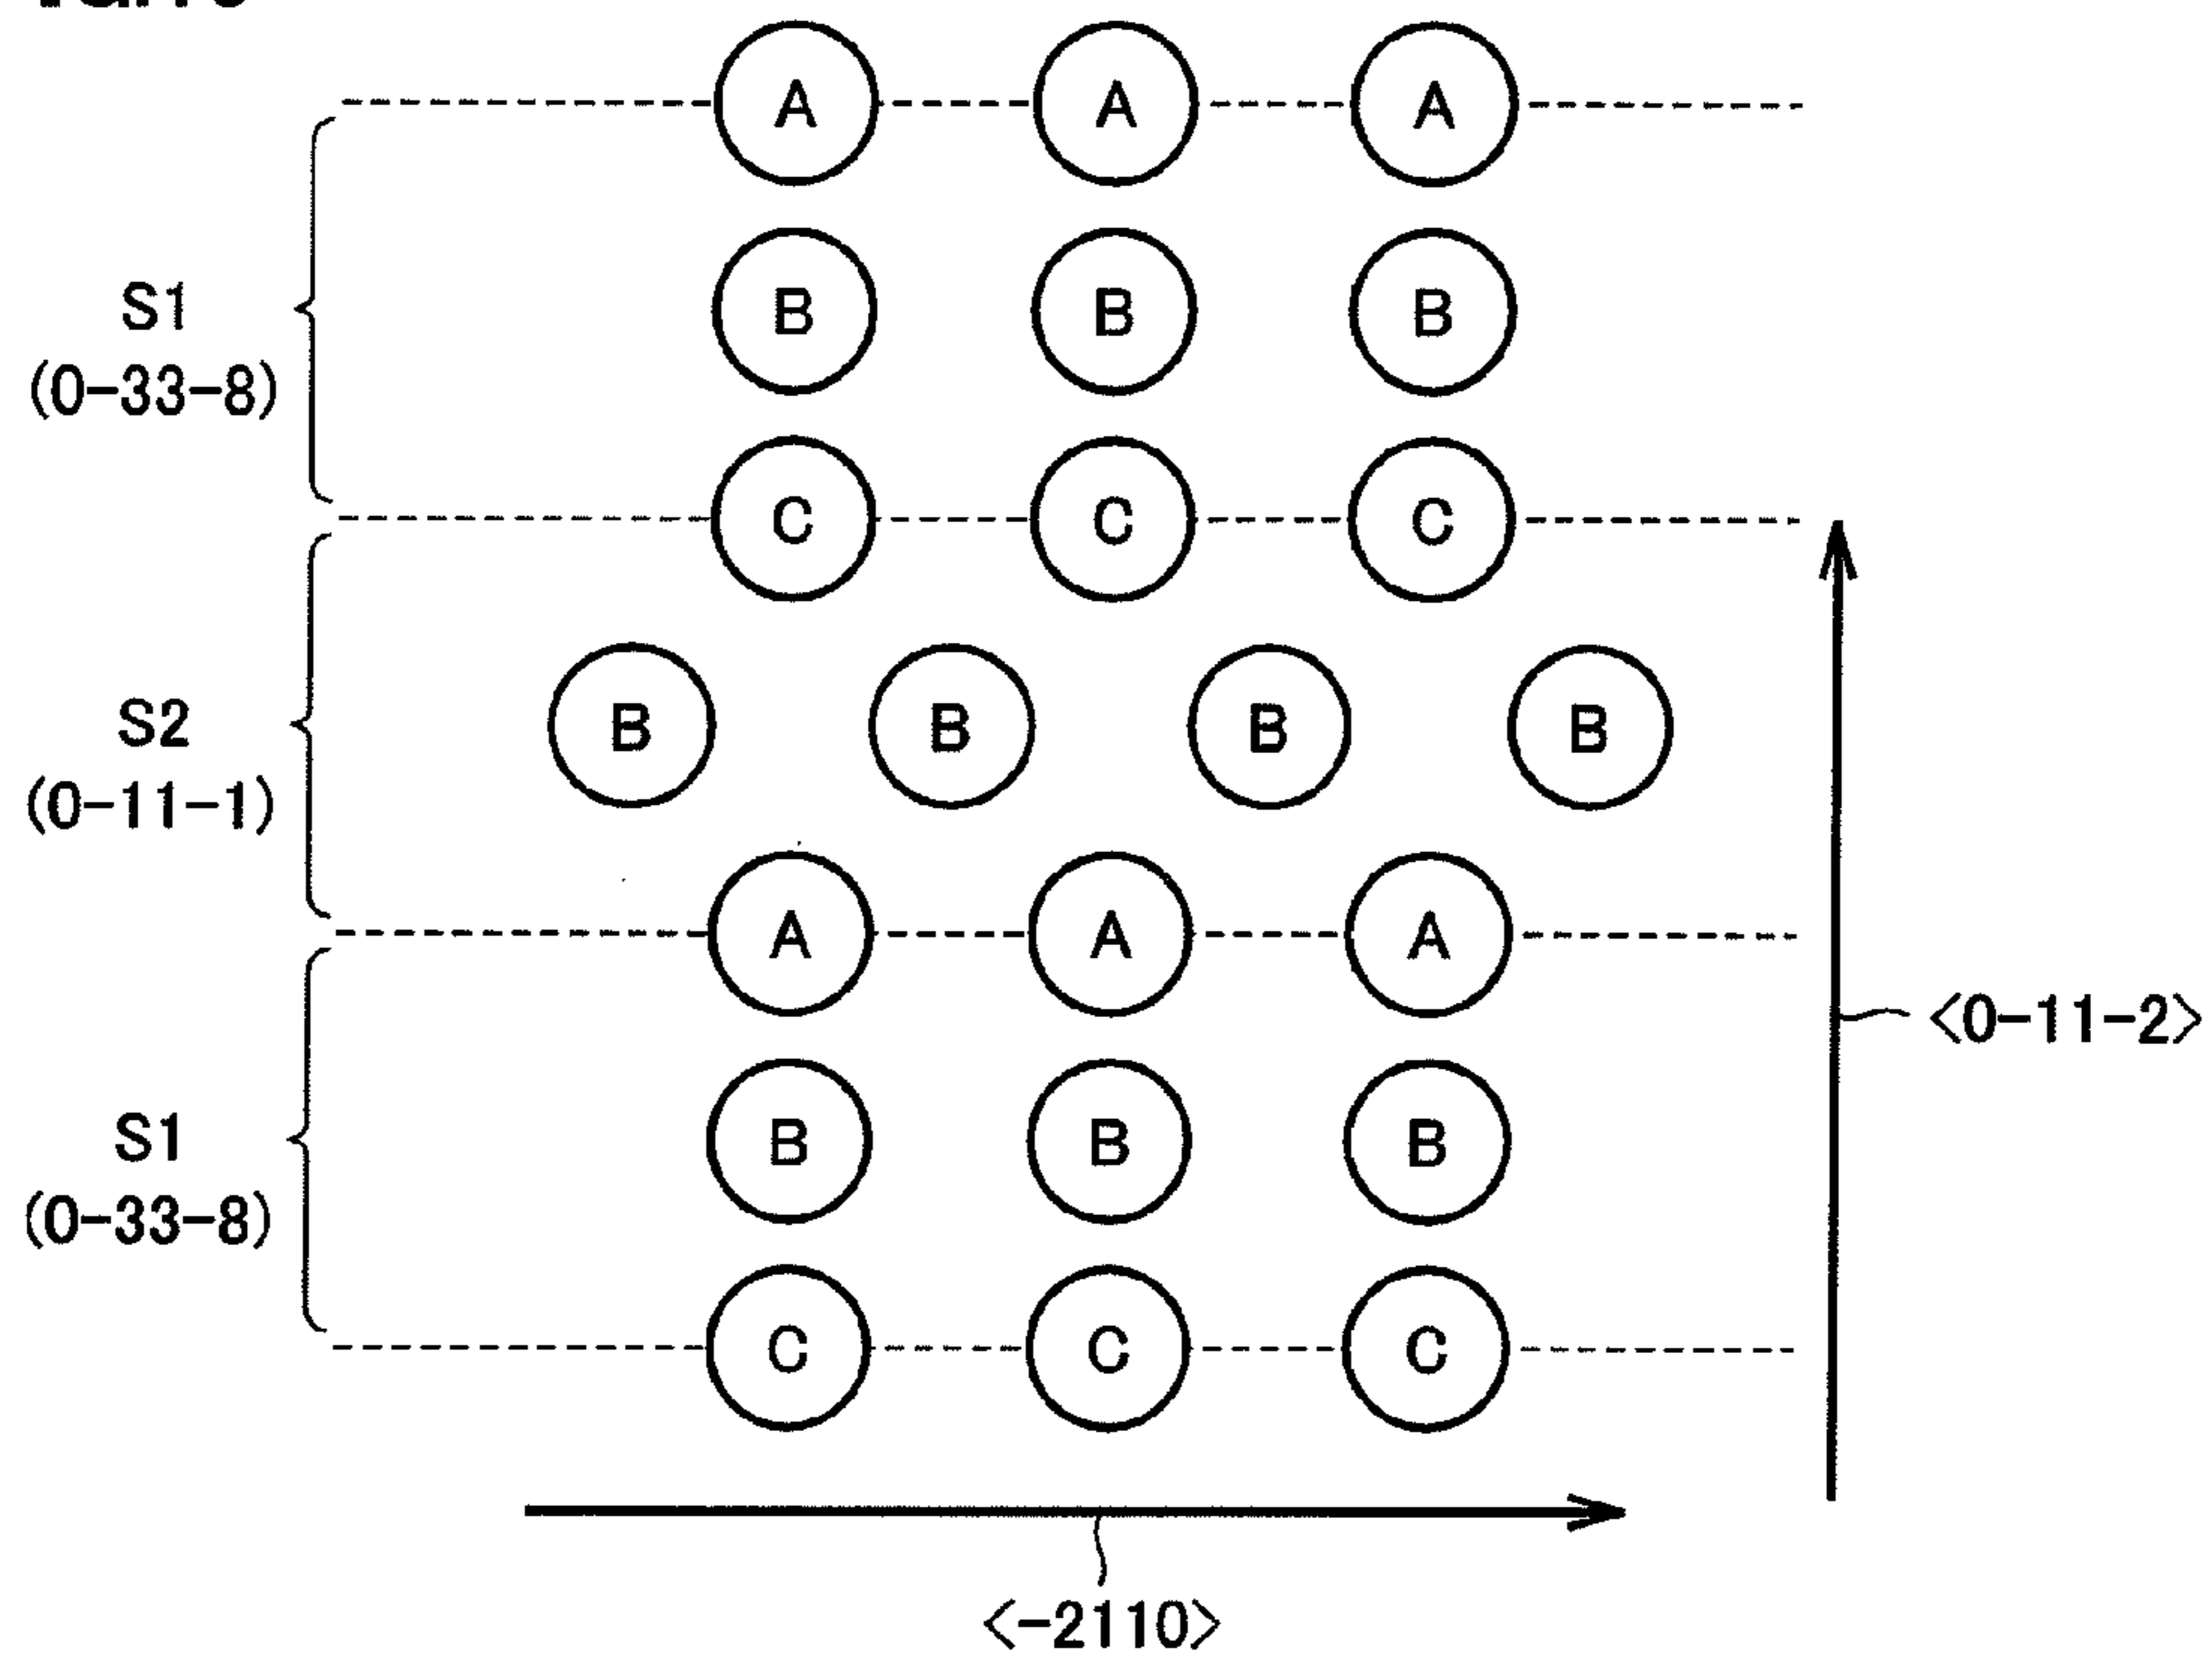 A A A
B B B
S1
(0-33-8)
C C C
B B B B
S2
(0-11-1)
A A A
<0-11-2>
B B B
S1
(0-33-8)
C C C
<-2110>